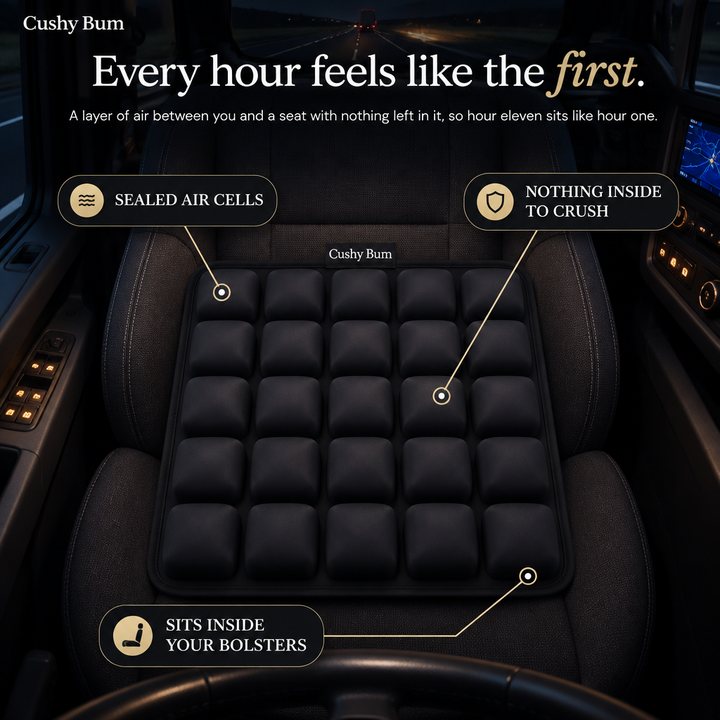 Cushy Bum
Every hour feels like the first.
A layer of air between you and a seat with nothing left in it, so hour eleven sits like hour one.
SEALED AIR CELLS
NOTHING INSIDE
TO CRUSH
Cushy Bum
SITS INSIDE
YOUR BOLSTERS